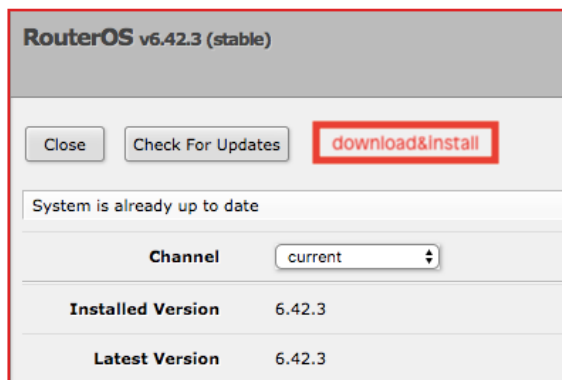 RouterOS v6.42.3 (stable)
Close Check For Updates download&Install
System is already up to date
Channel current
Installed Version 6.42.3
Latest Version 6.42.3